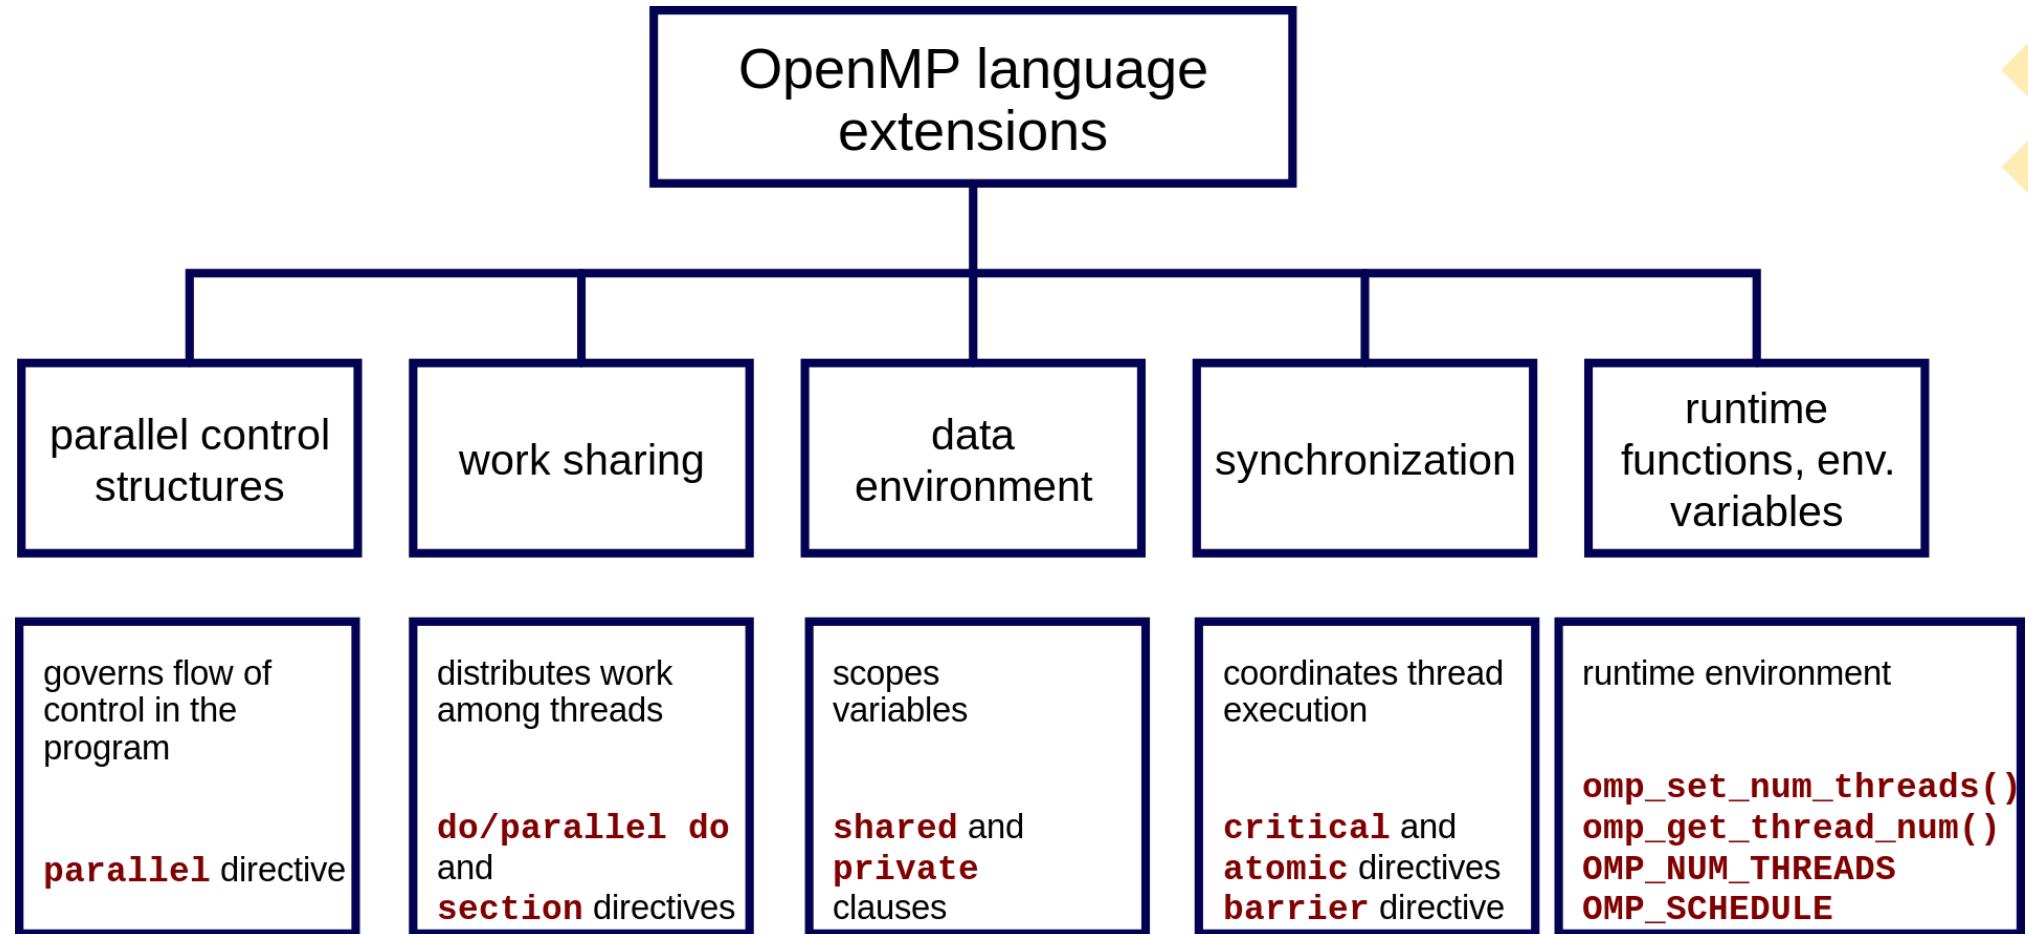 OpenMP language
extensions
parallel control
structures
work sharing
data
environment
synchronization
runtime
functions, env.
variables
governs flow of
control in the
program
parallel directive
distributes work
among threads
do/parallel do
and
section directives
scopes
variables
shared and
private
clauses
coordinates thread
execution
critical and
atomic directives
barrier directive
runtime environment
omp_set_num_threads()
omp_get_thread_num()
OMP_NUM_THREADS
OMP_SCHEDULE